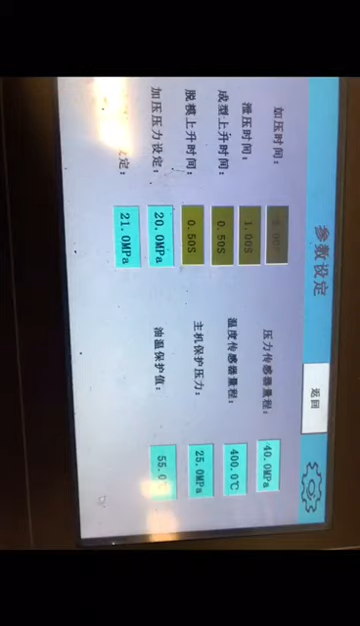 参数设定
返回
加压时间：
泄压时间： 1.00S
成型上升时间： 0.50S
脱模上升时间： 0.50S
加压压力设定： 20.0MPa
定： 21.0MPa
压力传感器量程： 40.0MPa
温度传感器量程： 400.0℃
主机保护压力： 25.0MPa
油温保护值： 55.0